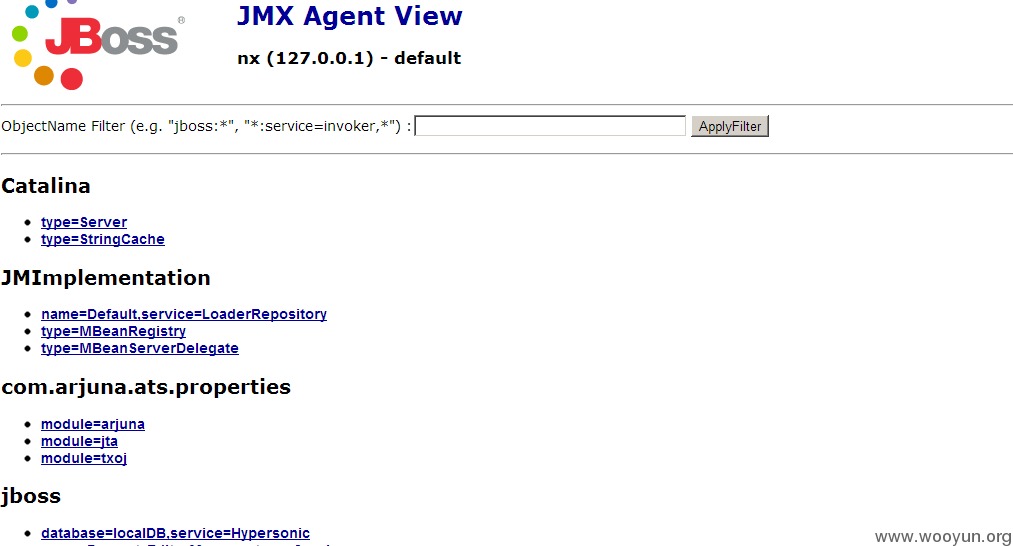 JBoss®
JMX Agent View
nx (127.0.0.1) - default
ObjectName Filter (e.g. "jboss:*", "*:service=invoker,*") : ApplyFilter
Catalina
type=Server
type=StringCache
JMImplementation
name=Default,service=LoaderRepository
type=MBeanRegistry
type=MBeanServerDelegate
com.arjuna.ats.properties
module=arjuna
module=jta
module=txoj
jboss
database=localDB,service=Hypersonic
www.wooyun.org